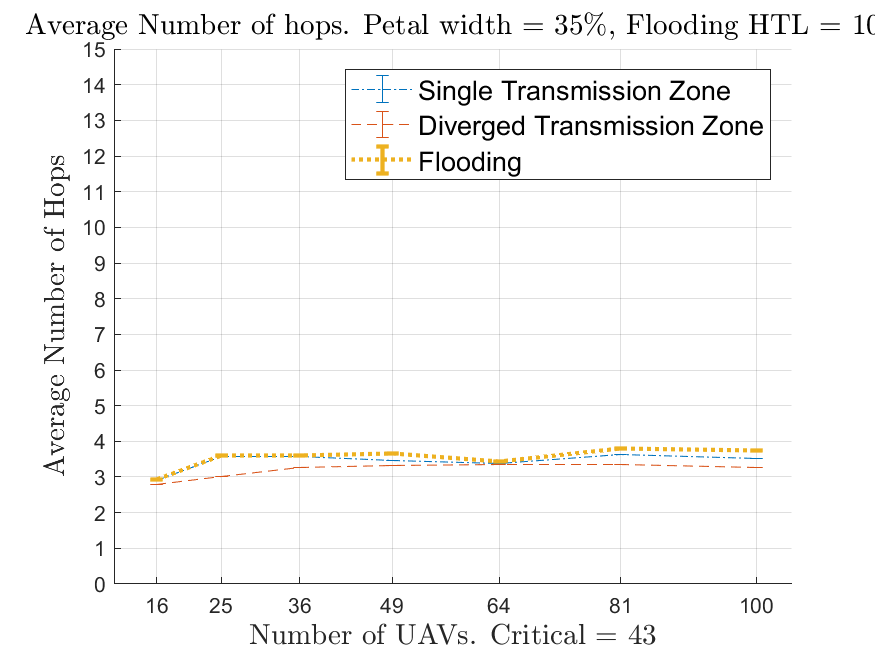 Average Number of hops. Petal width = 35%, Flooding HTL = 10
15
14
13
12
11
10
9
8
7
6
5
4
3
2
1
0
Average Number of Hops
Single Transmission Zone
Diverged Transmission Zone
Flooding
16 25 36 49 64 81 100
Number of UAVs. Critical = 43